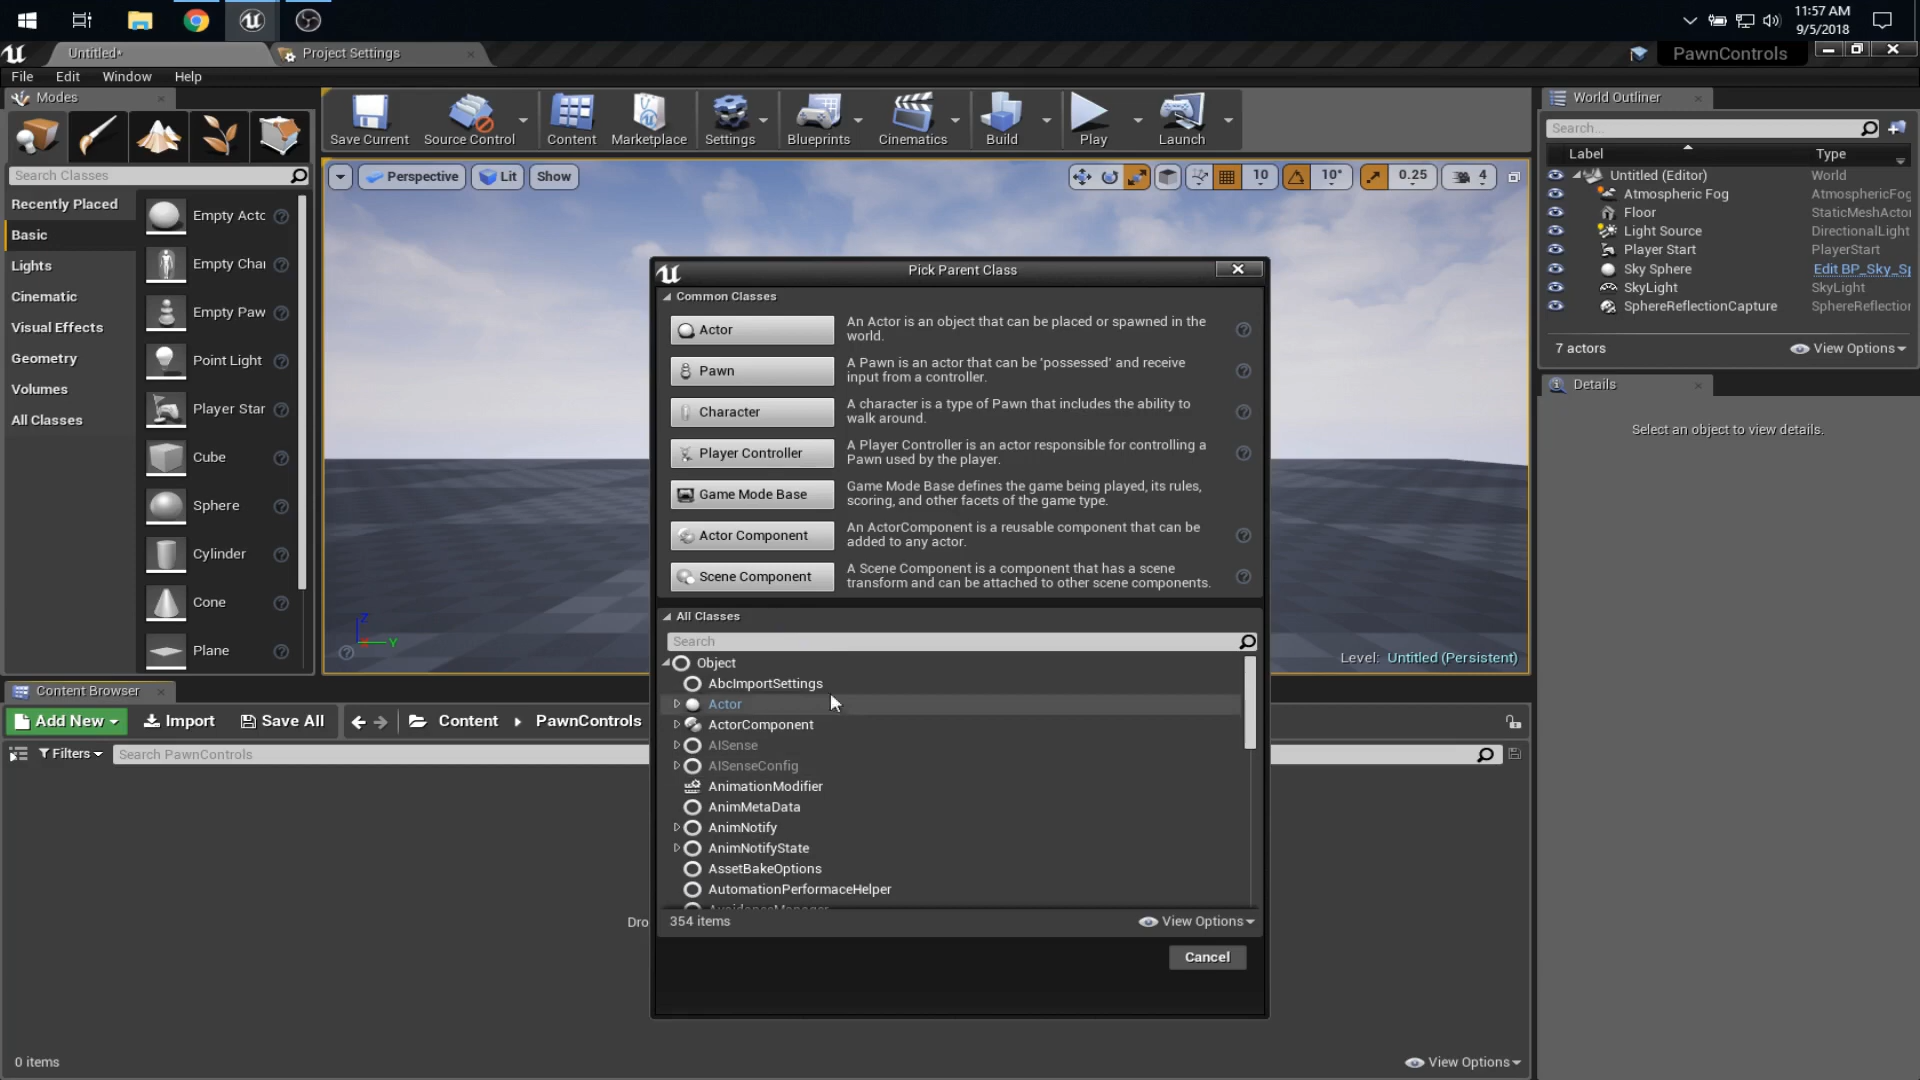 11:57 AM
9/5/2018
Untitled*
Project Settings
PawnControls
File
Edit
Window
Help
Modes
Search Classes
Recently Placed
Basic
Lights
Cinematic
Visual Effects
Geometry
Volumes
All Classes
Empty Acto
Empty Char
Empty Paw
Point Light
Player Star
Cube
Sphere
Cylinder
Cone
Plane
Save Current
Source Control
Content
Marketplace
Settings
Blueprints
Cinematics
Build
Play
Launch
Perspective
Lit
Show
10
10°
0.25
4
Z
Y
Level: Untitled (Persistent)
Pick Parent Class
Common Classes
Actor
An Actor is an object that can be placed or spawned in the
world.
Pawn
A Pawn is an actor that can be 'possessed' and receive
input from a controller.
Character
A character is a type of Pawn that includes the ability to
walk around.
Player Controller
A Player Controller is an actor responsible for controlling a
Pawn used by the player.
Game Mode Base
Game Mode Base defines the game being played, its rules,
scoring, and other facets of the game type.
Actor Component
An ActorComponent is a reusable component that can be
added to any actor.
Scene Component
A Scene Component is a component that has a scene
transform and can be attached to other scene components.
All Classes
Search
Object
AbcImportSettings
Actor
ActorComponent
AISense
AISenseConfig
AnimationModifier
AnimMetaData
AnimNotify
AnimNotifyState
AssetBakeOptions
AutomationPerformaceHelper
AvoidanceManager
354 items
View Options
Cancel
World Outliner
Search...
Label
Type
Untitled (Editor)
World
Atmospheric Fog
AtmosphericFog
Floor
StaticMeshActor
Light Source
DirectionalLight
Player Start
PlayerStart
Sky Sphere
Edit BP_Sky_Sp
SkyLight
SkyLight
SphereReflectionCapture
SphereReflection
7 actors
View Options
Details
Select an object to view details.
Content Browser
Add New
Import
Save All
Content
PawnControls
Filters
Search PawnControls
Dro
0 items
View Options